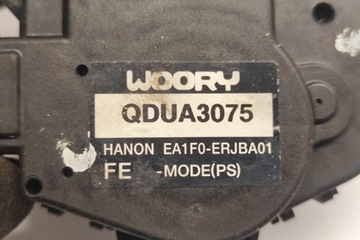 WOORY
QDUA3075
HANON EA1F0-ERJBA01
FE -MODE(PS)